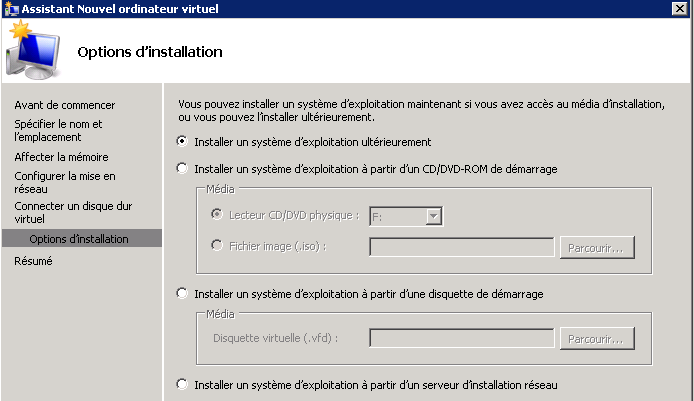 Assistant Nouvel ordinateur virtuel
Options d'installation
Avant de commencer
Spécifier le nom et
l'emplacement
Affecter la mémoire
Configurer la mise en
réseau
Connecter un disque dur
virtuel
Options d'installation
Résumé
Vous pouvez installer un système d'exploitation maintenant si vous avez accès au média d'installation,
ou vous pouvez l'installer ultérieurement.
Installer un système d'exploitation ultérieurement
Installer un système d'exploitation à partir d'un CD/DVD-ROM de démarrage
Média
Lecteur CD/DVD physique : F:
Fichier image (.iso) : Parcourir...
Installer un système d'exploitation à partir d'une disquette de démarrage
Média
Disquette virtuelle (.vfd) : Parcourir...
Installer un système d'exploitation à partir d'un serveur d'installation réseau